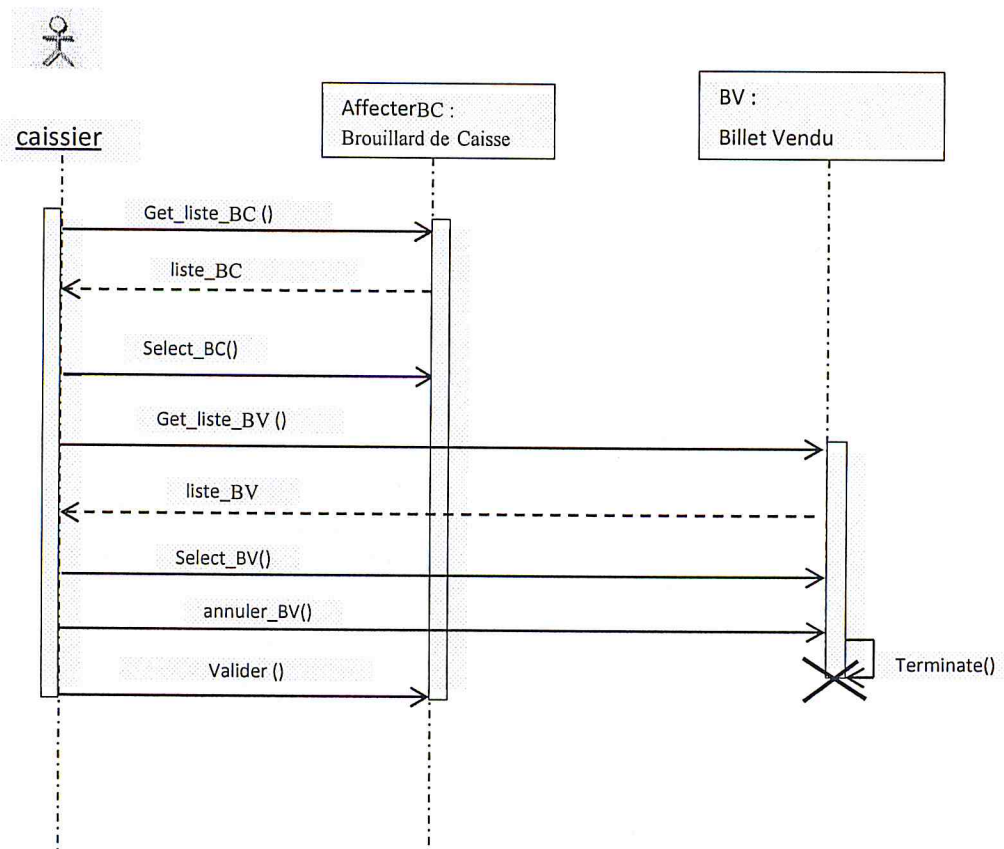 caissier
AffecterBC :
Brouillard de Caisse
BV :
Billet Vendu
Get_liste_BC ()
liste_BC
Select_BC()
Get_liste_BV ()
liste_BV
Select_BV()
annuler_BV()
Valider ()
Terminate()